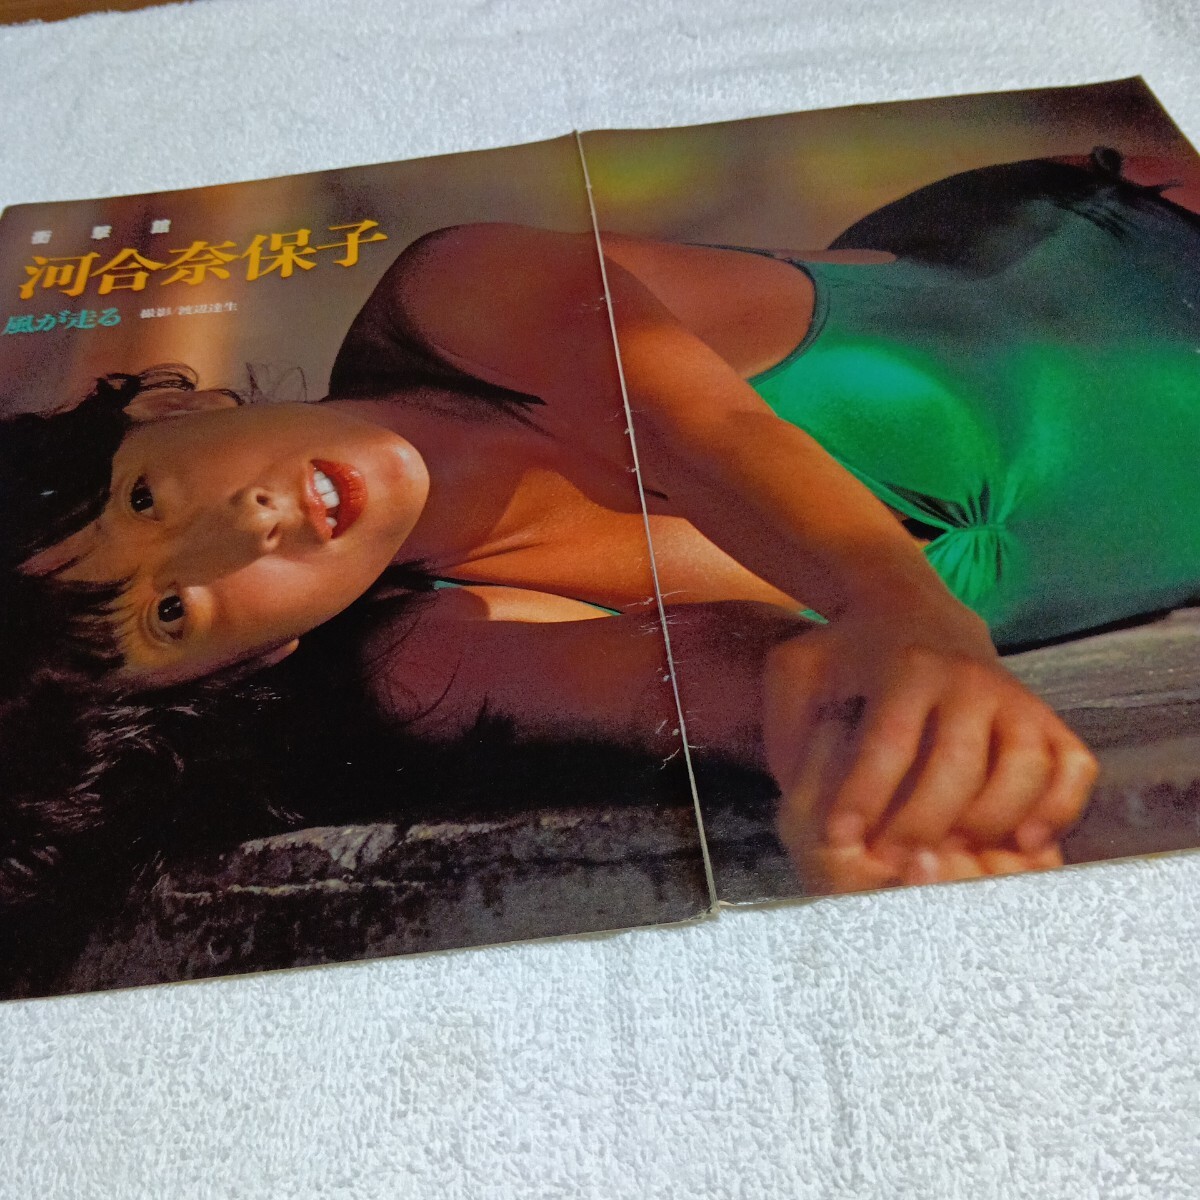 衝撃館
河合奈保子
風が走る
撮影/渡辺達生